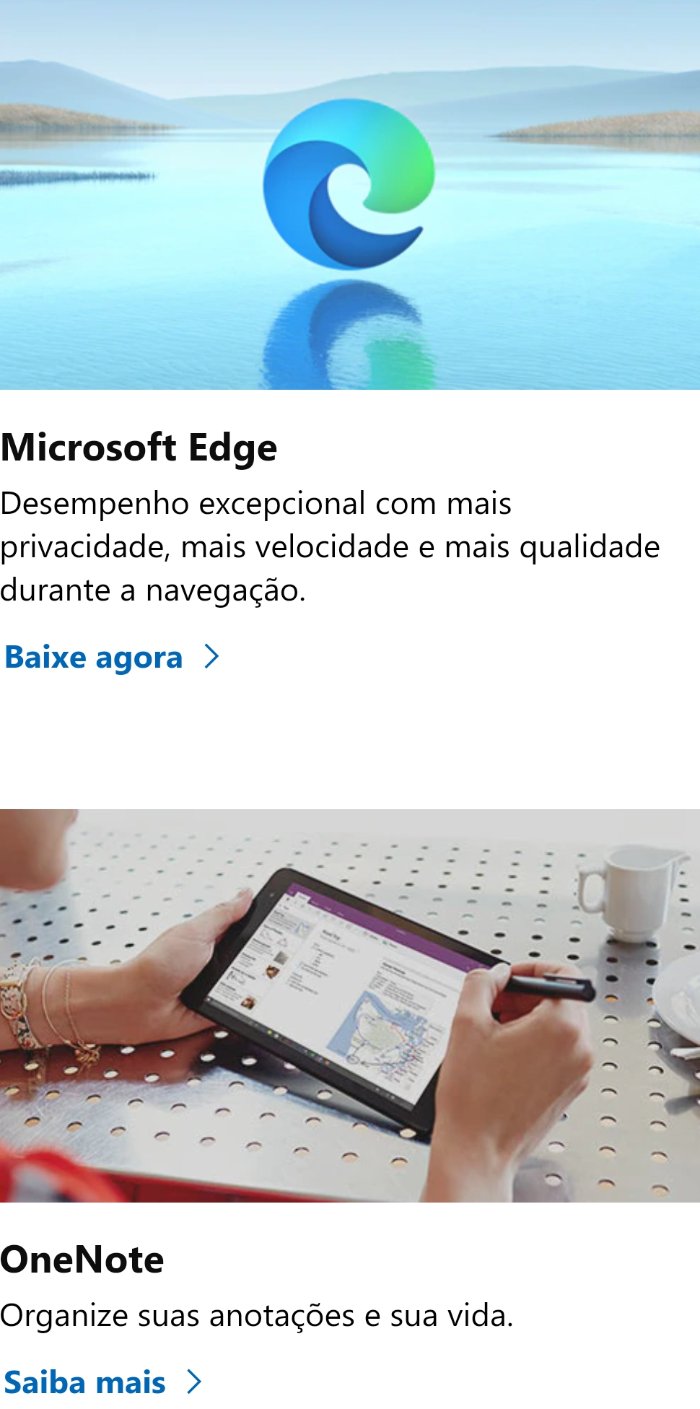 Microsoft Edge
Desempenho excepcional com mais
privacidade, mais velocidade e mais qualidade
durante a navegação.
Baixe agora
OneNote
Organize suas anotações e sua vida.
Saiba mais